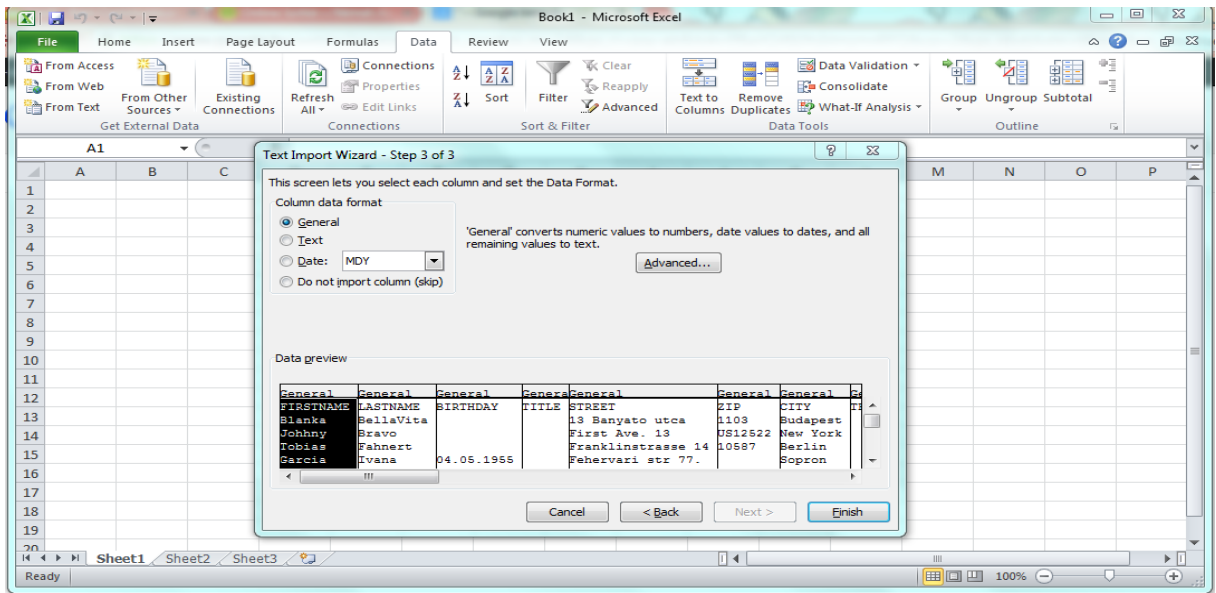 Book1 - Microsoft Excel
File Home Insert Page Layout Formulas Data Review View
From Access
From Web
From Text
From Other Sources
Existing Connections
Get External Data
Refresh All
Connections
Properties
Edit Links
Connections
Sort
Filter
Clear
Reapply
Advanced
Sort & Filter
Text to Columns
Remove Duplicates
Data Validation
Consolidate
What-If Analysis
Data Tools
Group
Ungroup
Subtotal
Outline
A1
A B C M N O P
1
2
3
4
5
6
7
8
9
10
11
12
13
14
15
16
17
18
19
20
Text Import Wizard - Step 3 of 3
This screen lets you select each column and set the Data Format.
Column data format
General
Text
Date: MDY
Do not import column (skip)
'General' converts numeric values to numbers, date values to dates, and all
remaining values to text.
Advanced...
Data preview
General General General Genera General General General Ge
FIRSTNAME LASTNAME BIRTHDAY TITLE STREET ZIP CITY TE
Blanka BellaVita 13 Banyato utca 1103 Budapest
Johhny Bravo First Ave. 13 US12522 New York
Tobias Fahnert Franklinstrasse 14 10587 Berlin
Garcia Ivana 04.05.1955 Fehervari str 77. Sopron
Cancel < Back Next > Finish
Sheet1 Sheet2 Sheet3
Ready 100%